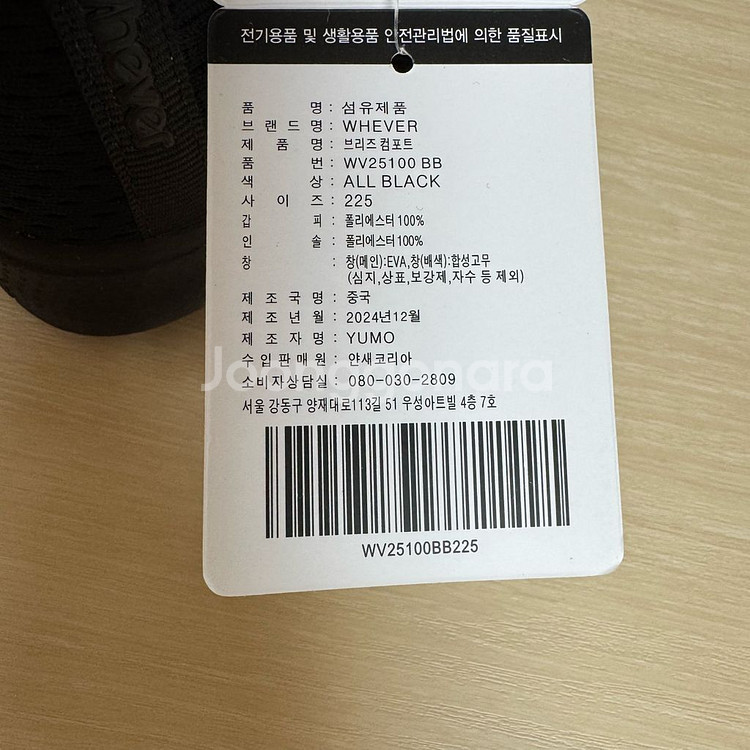 whever
전기용품 및 생활용품 안전관리법에 의한 품질표시
품 명 : 섬유제품
브 랜 드 명 : WHEVER
제 품 명 : 브리즈 컴포트
품 번 : WV25100 BB
색 상 : ALL BLACK
사 이 즈 : 225
갑 피 : 폴리에스터 100%
인 솔 : 폴리에스터 100%
창 : 창(메인):EVA,창(배색):합성고무
(심지,상표,보강제,자수 등 제외)
제 조 국 명 : 중국
제 조 년 월 : 2024년12월
제 조 자 명 : YUMO
수 입 판 매 원 : 얀새코리아
소비자상담실 : 080-030-2809
서울 강동구 양재대로113길 51 우성아트빌 4층 7호
WV25100BB225
Joonggonara